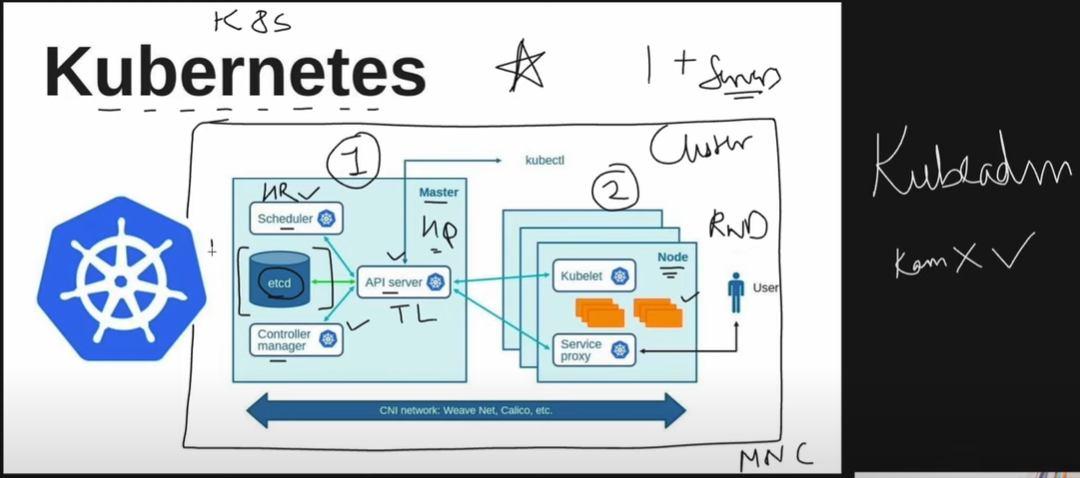 K8S
Kubernetes
1 + Servers
Cluster
1
kubectl
2
HR
Master
Scheduler
HQ
RND
etcd
API server
Node
Kubelet
User
TL
Controller
manager
Service
proxy
CNI network: Weave Net, Calico, etc.
MNC
Kubeadm
Kam X